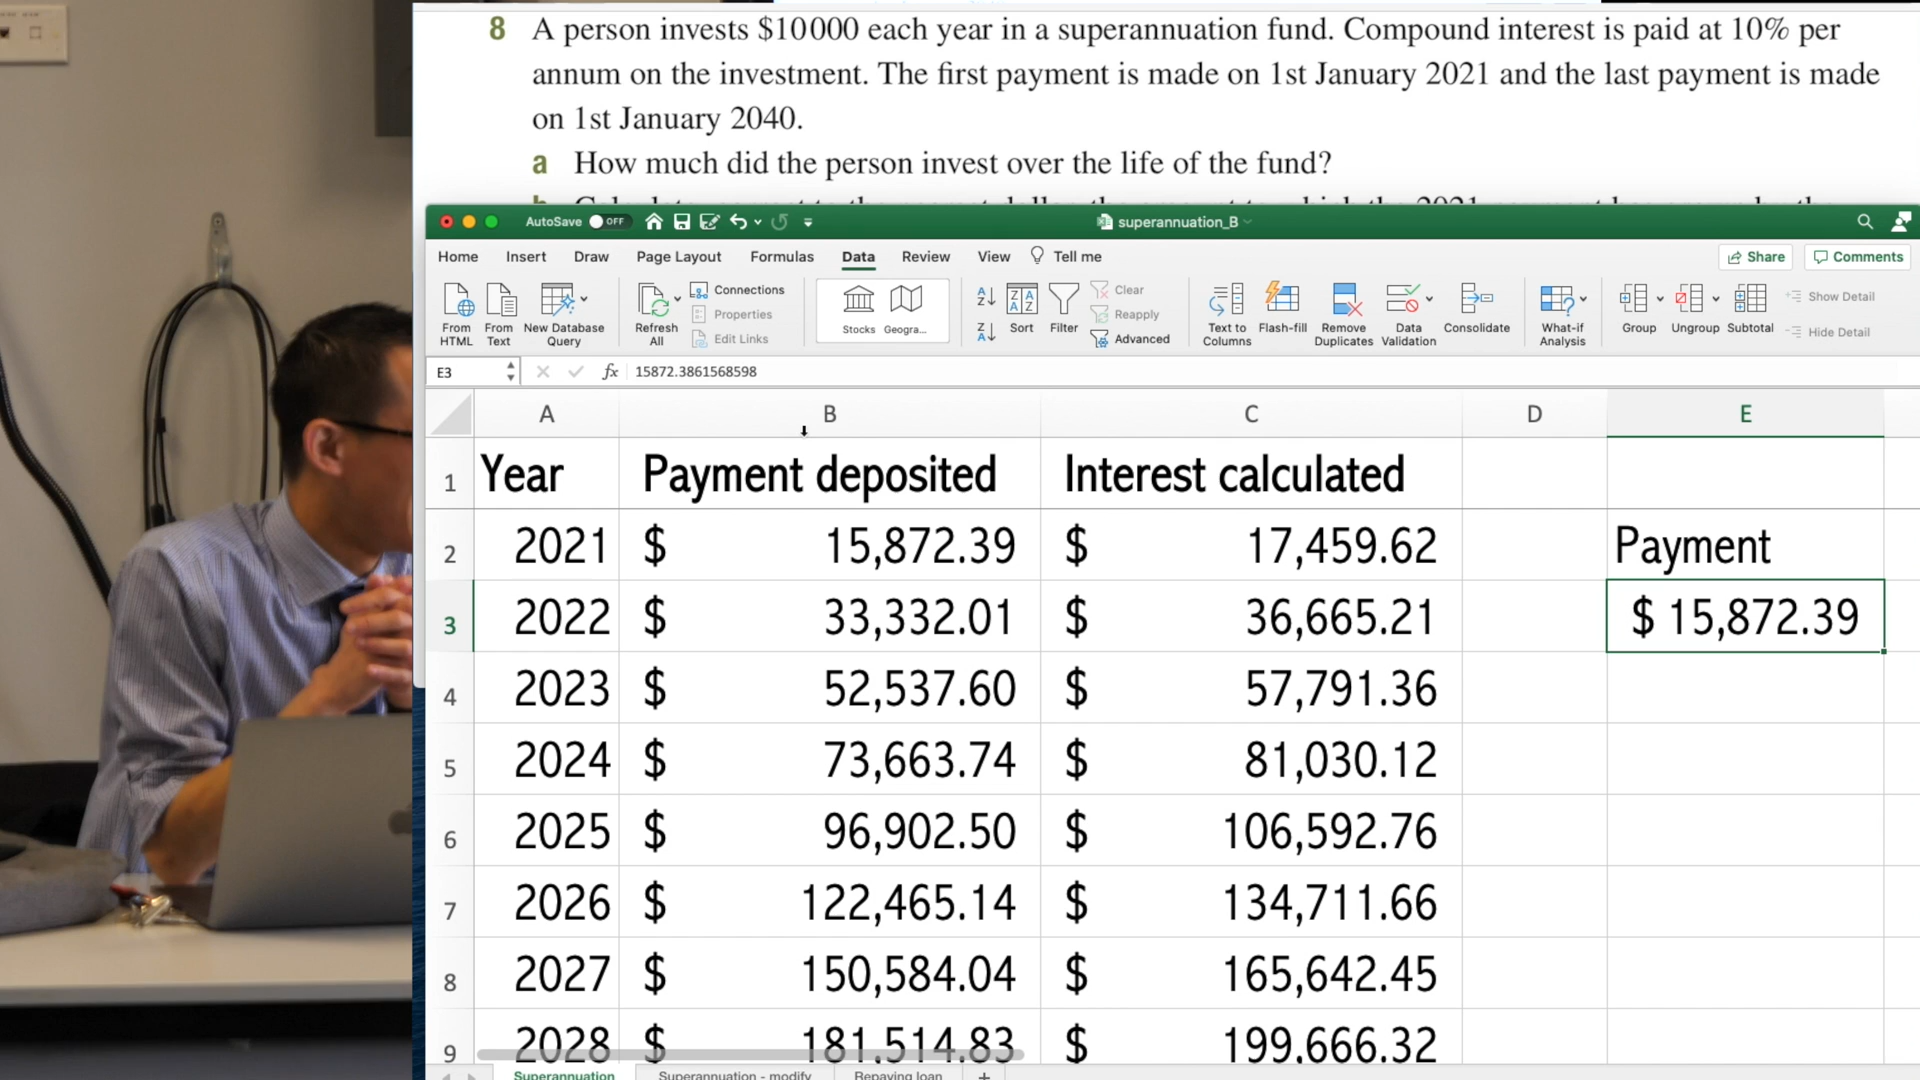 8 A person invests $10000 each year in a superannuation fund. Compound interest is paid at 10% per
annum on the investment. The first payment is made on 1st January 2021 and the last payment is made
on 1st January 2040.
a How much did the person invest over the life of the fund?
AutoSave OFF superannuation_B
Home Insert Draw Page Layout Formulas Data Review View Tell me Share Comments
From HTML From Text New Database Query Refresh All Connections Properties Edit Links Stocks Geogra... Sort Filter Clear Reapply Advanced Text to Columns Flash-fill Remove Duplicates Data Validation Consolidate What-if Analysis Group Ungroup Subtotal Show Detail Hide Detail
E3 fx 15872.3861568598
A B C D E
1 Year Payment deposited Interest calculated
2 2021 $ 15,872.39 $ 17,459.62 Payment
3 2022 $ 33,332.01 $ 36,665.21 $ 15,872.39
4 2023 $ 52,537.60 $ 57,791.36
5 2024 $ 73,663.74 $ 81,030.12
6 2025 $ 96,902.50 $ 106,592.76
7 2026 $ 122,465.14 $ 134,711.66
8 2027 $ 150,584.04 $ 165,642.45
9 2028 $ 181,514.83 $ 199,666.32
Superannuation Superannuation - modify Repaying loan +